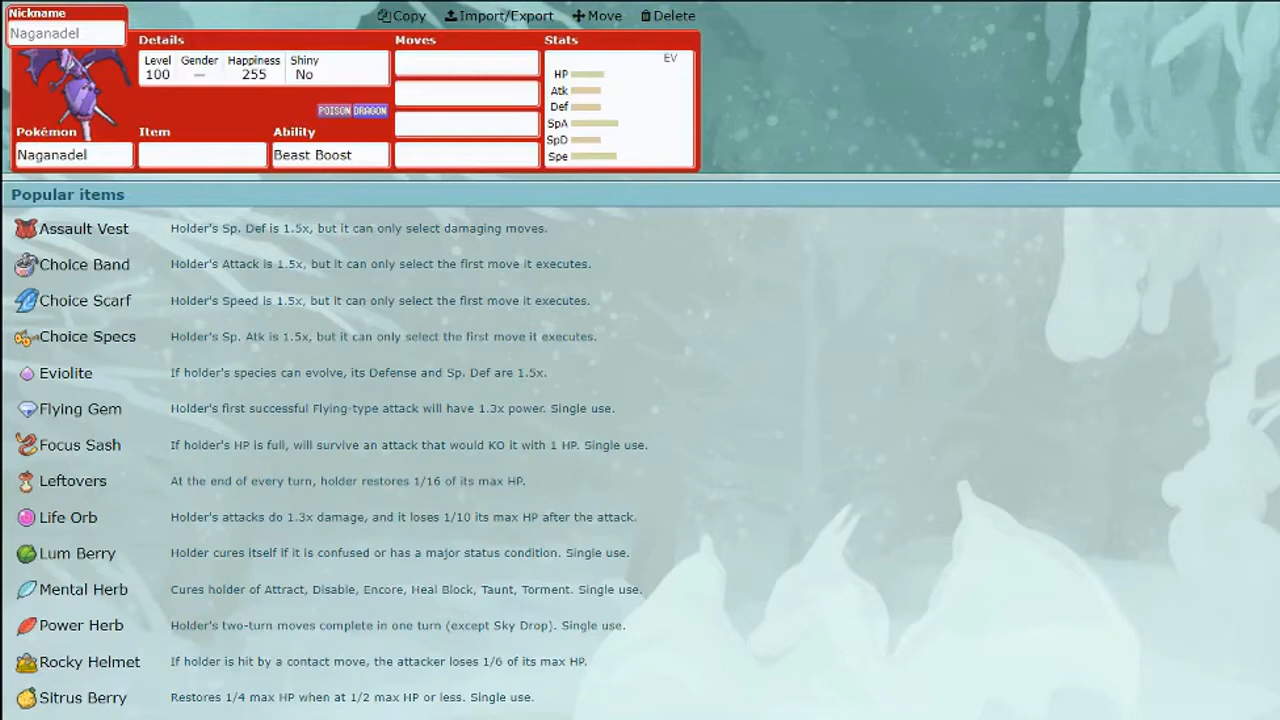 Nickname
Naganadel
Copy Import/Export Move Delete
Details
Moves
Stats
Level Gender Happiness Shiny
100 — 255 No
EV
HP
Atk
Def
SpA
SpD
Spe
POISON DRAGON
Pokémon Item Ability
Naganadel Beast Boost
Popular items
Assault Vest Holder's Sp. Def is 1.5x, but it can only select damaging moves.
Choice Band Holder's Attack is 1.5x, but it can only select the first move it executes.
Choice Scarf Holder's Speed is 1.5x, but it can only select the first move it executes.
Choice Specs Holder's Sp. Atk is 1.5x, but it can only select the first move it executes.
Eviolite If holder's species can evolve, its Defense and Sp. Def are 1.5x.
Flying Gem Holder's first successful Flying-type attack will have 1.3x power. Single use.
Focus Sash If holder's HP is full, will survive an attack that would KO it with 1 HP. Single use.
Leftovers At the end of every turn, holder restores 1/16 of its max HP.
Life Orb Holder's attacks do 1.3x damage, and it loses 1/10 its max HP after the attack.
Lum Berry Holder cures itself if it is confused or has a major status condition. Single use.
Mental Herb Cures holder of Attract, Disable, Encore, Heal Block, Taunt, Torment. Single use.
Power Herb Holder's two-turn moves complete in one turn (except Sky Drop). Single use.
Rocky Helmet If holder is hit by a contact move, the attacker loses 1/6 of its max HP.
Sitrus Berry Restores 1/4 max HP when at 1/2 max HP or less. Single use.